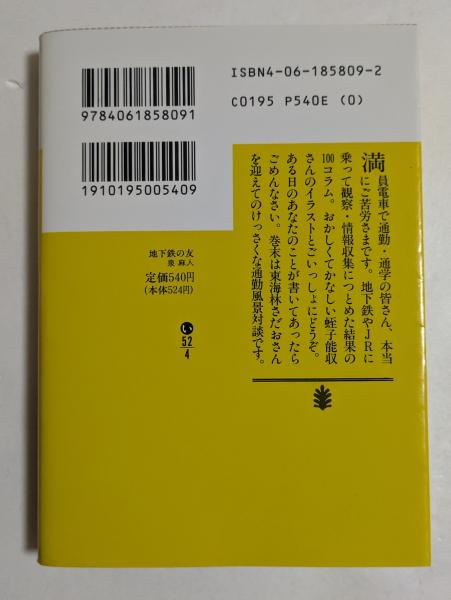 ISBN4-06-185809-2
C0195 P540E (0)
9784061858091
1910195005409
満員電車で通勤・通学の皆さん、本当
にご苦労さまです。地下鉄やJRに
乗って観察・情報収集につとめた結果の
100コラム。おかしくてかなしい蛭子能収
さんのイラストとごいっしょにどうぞ。
ある日のあなたのことが書いてあったら
ごめんなさい。巻末は東海林さだおさん
を迎えてのけっさくな通勤風景対談です。
地下鉄の友
泉 麻人
定価540円
(本体524円)
い
52
4